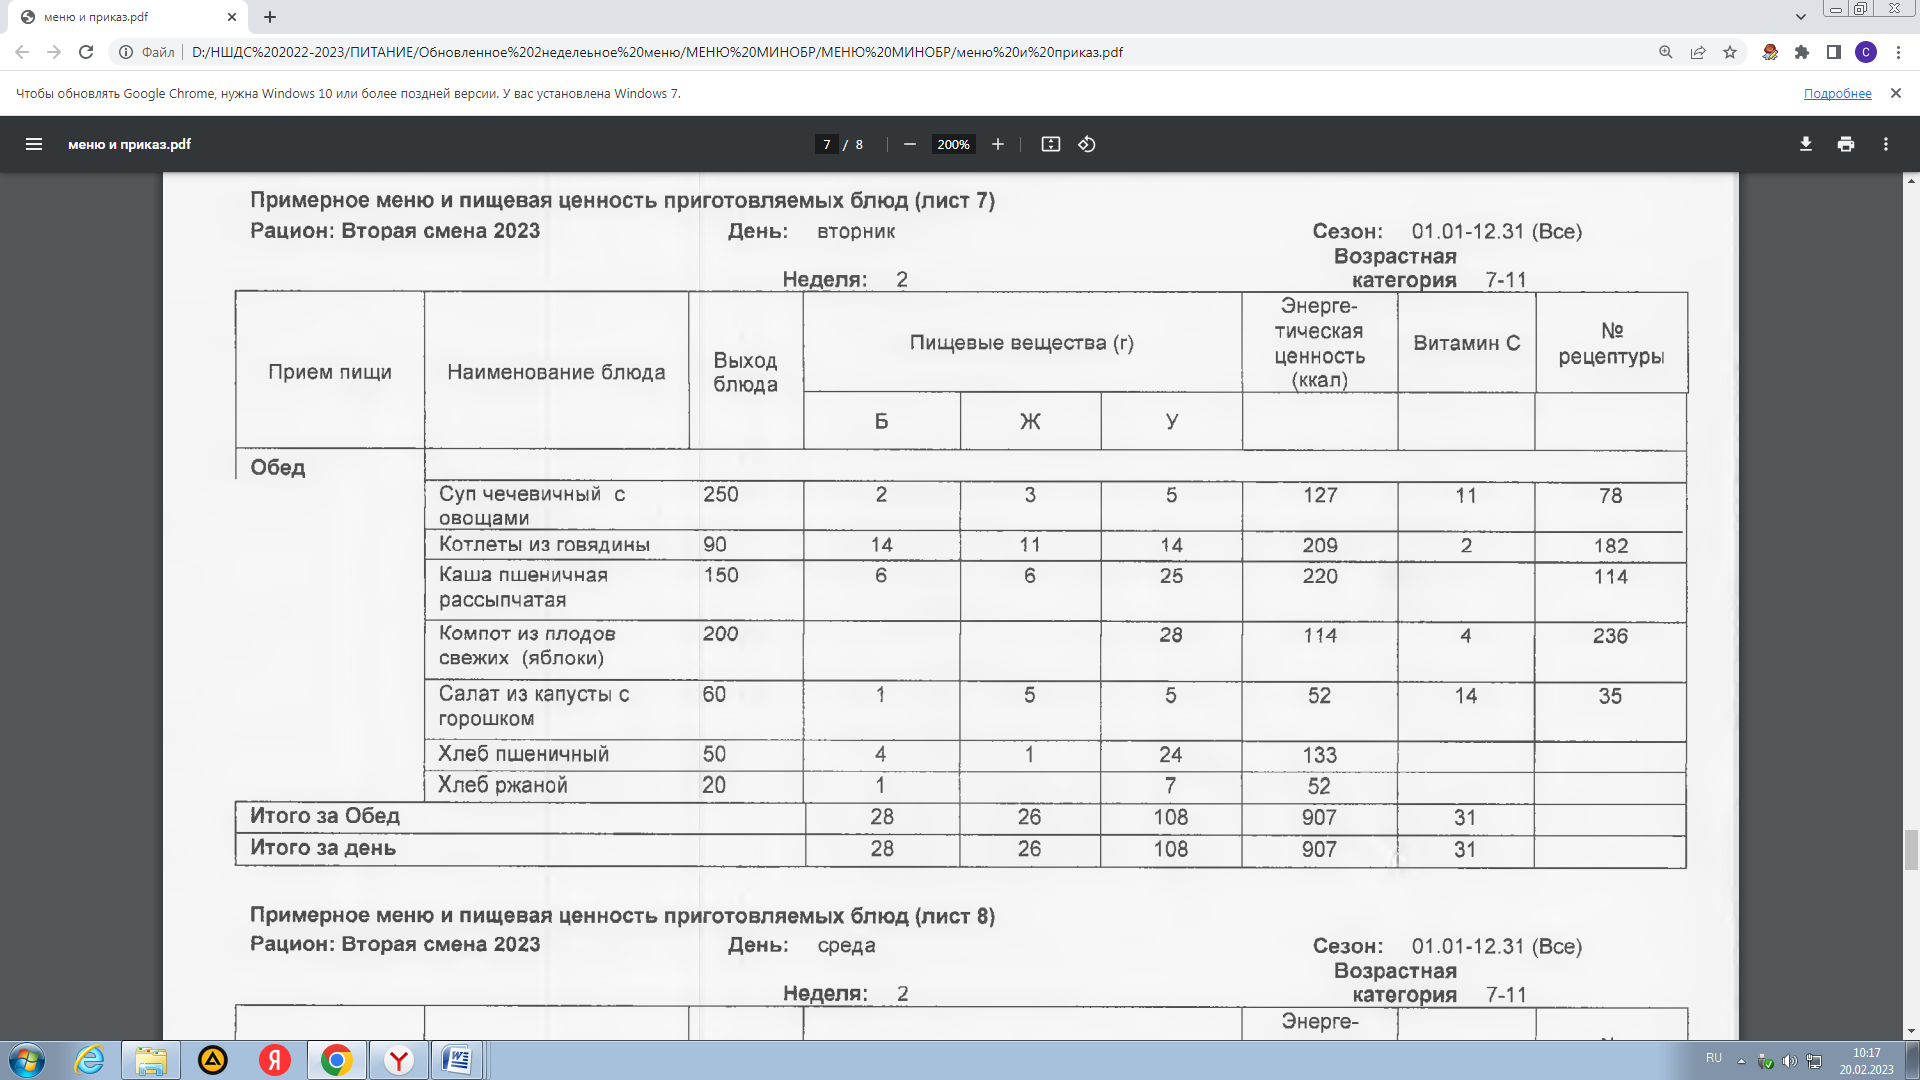 меню и приказ.pdf
Файл D:/НШДС%202022-2023/ПИТАНИЕ/Обновленное%202неделеьное%20меню/МЕНЮ%20МИНОБР/МЕНЮ%20МИНОБР/меню%20и%20приказ.pdf
C
Чтобы обновлять Google Chrome, нужна Windows 10 или более поздней версии. У вас установлена Windows 7. Подробнее
меню и приказ.pdf 7 / 8 200%
Примерное меню и пищевая ценность приготовляемых блюд (лист 7)
Рацион: Вторая смена 2023 День: вторник Сезон: 01.01-12.31 (Все)
Возрастная
Неделя: 2 категория 7-11
Прием пищи Наименование блюда Выход блюда Пищевые вещества (г) Энерге-тическая ценность (ккал) Витамин С № рецептуры
Б Ж У
Обед
Суп чечевичный с 250 2 3 5 127 11 78
овощами
Котлеты из говядины 90 14 11 14 209 2 182
Каша пшеничная 150 6 6 25 220 114
рассыпчатая
Компот из плодов 200 28 114 4 236
свежих (яблоки)
Салат из капусты с 60 1 5 5 52 14 35
горошком
Хлеб пшеничный 50 4 1 24 133
Хлеб ржаной 20 1 7 52
Итого за Обед 28 26 108 907 31
Итого за день 28 26 108 907 31
Примерное меню и пищевая ценность приготовляемых блюд (лист 8)
Рацион: Вторая смена 2023 День: среда Сезон: 01.01-12.31 (Все)
Возрастная
Неделя: 2 категория 7-11
Энерге-
RU 10:17
20.02.2023